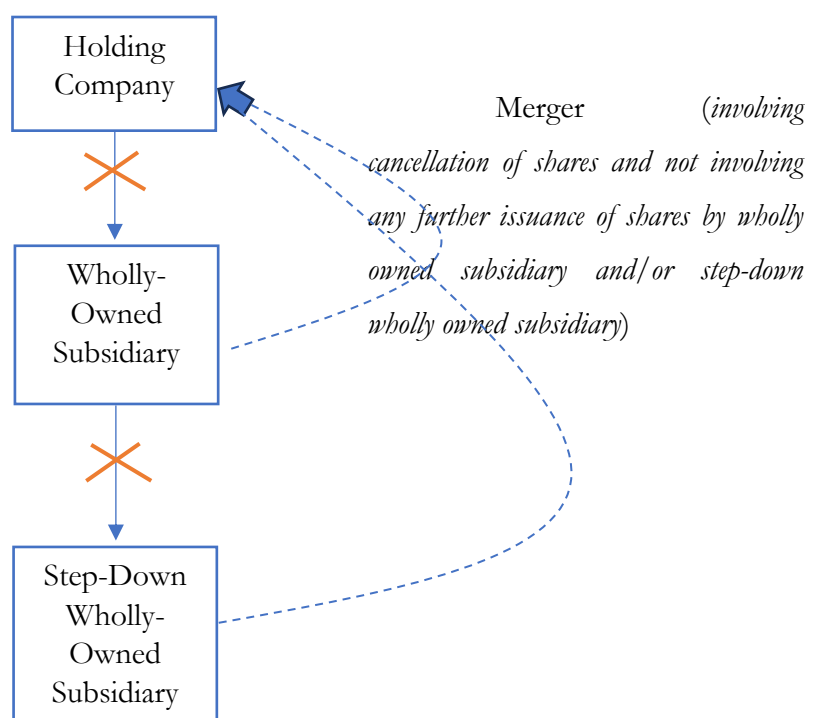 Holding
Company
Merger (involving
cancellation of shares and not involving
any further issuance of shares by wholly
owned subsidiary and/or step-down
wholly owned subsidiary)
Wholly-
Owned
Subsidiary
Step-Down
Wholly-
Owned
Subsidiary